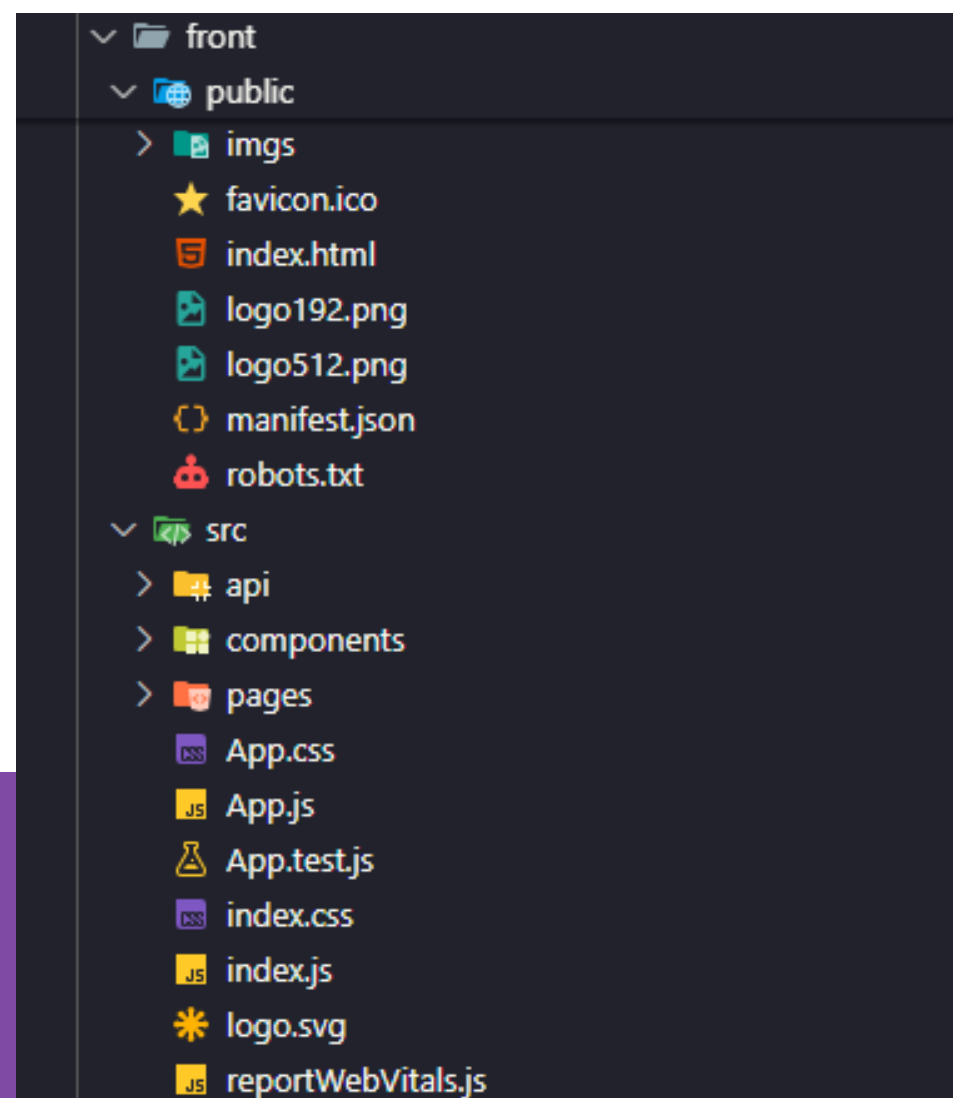 front
public
imgs
favicon.ico
index.html
logo192.png
logo512.png
manifest.json
robots.txt
src
api
components
pages
App.css
App.js
App.test.js
index.css
index.js
logo.svg
reportWebVitals.js